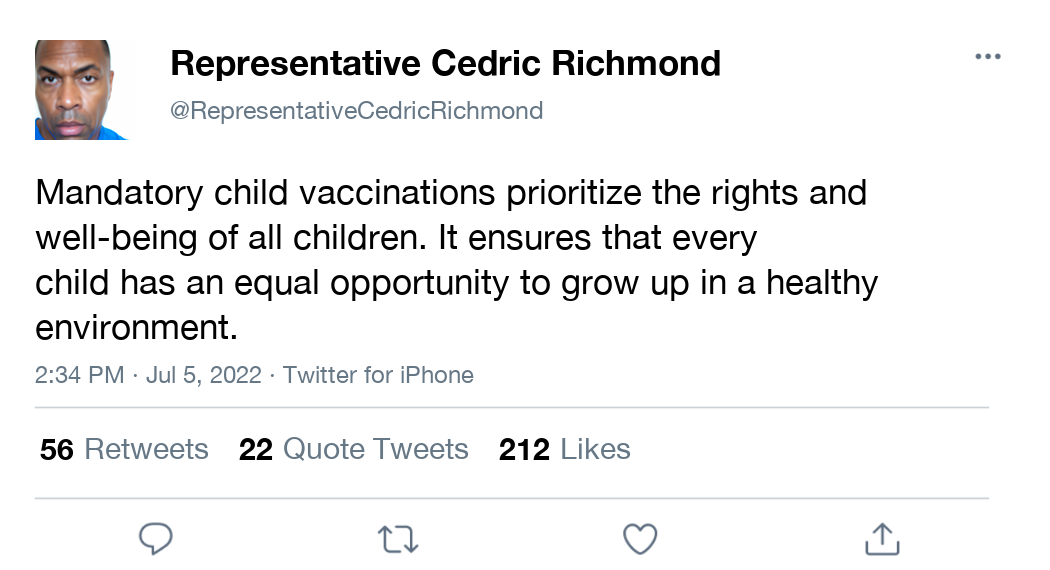 Representative Cedric Richmond
@RepresentativeCedricRichmond
Mandatory child vaccinations prioritize the rights and
well-being of all children. It ensures that every
child has an equal opportunity to grow up in a healthy
environment.
2:34 PM · Jul 5, 2022 · Twitter for iPhone
56 Retweets 22 Quote Tweets 212 Likes